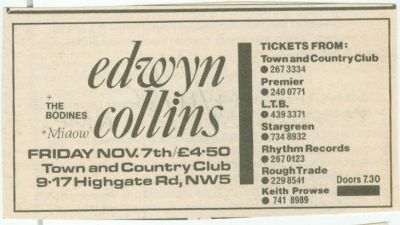 edwyn
collins
+
THE
BODINES
+Miaow
FRIDAY NOV. 7th/£4·50
Town and Country Club
9·17 Highgate Rd, NW5
TICKETS FROM:
Town and Country Club
● 267 3334
Premier
● 240 0771
L.T.B.
● 439 3371
Stargreen
● 734 8932
Rhythm Records
● 267 0123
Rough Trade
● 229 8541
Keith Prowse
● 741 8989
Doors 7.30